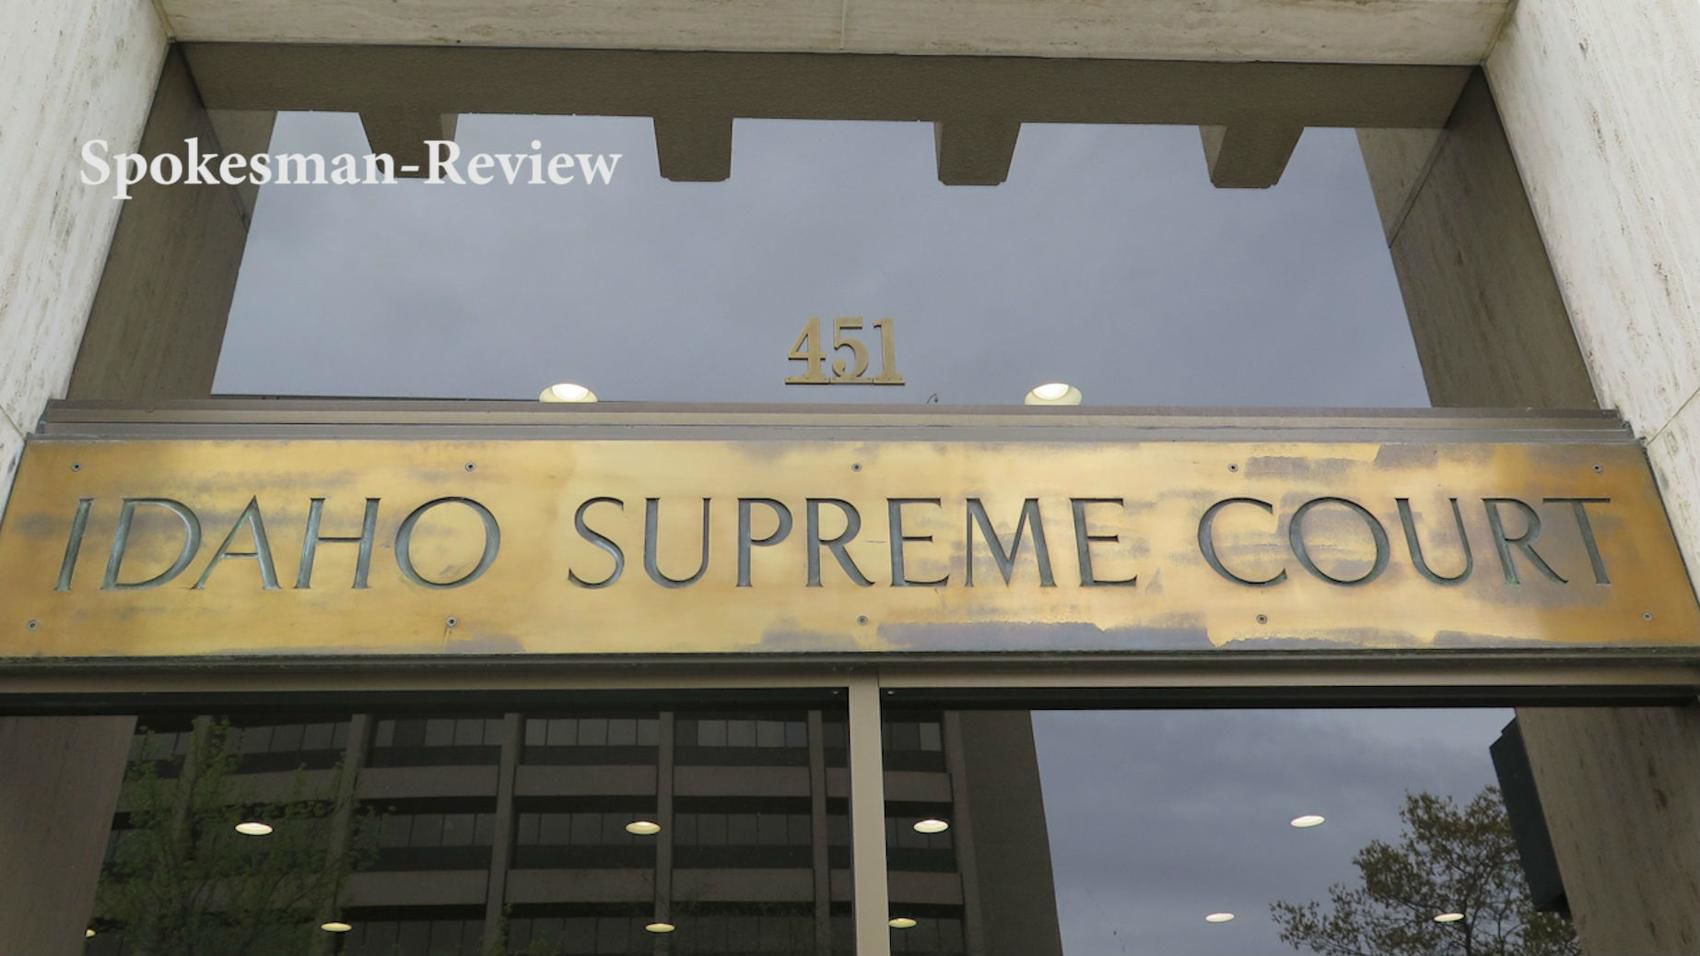 Spokesman-Review
451
IDAHO SUPREME COURT